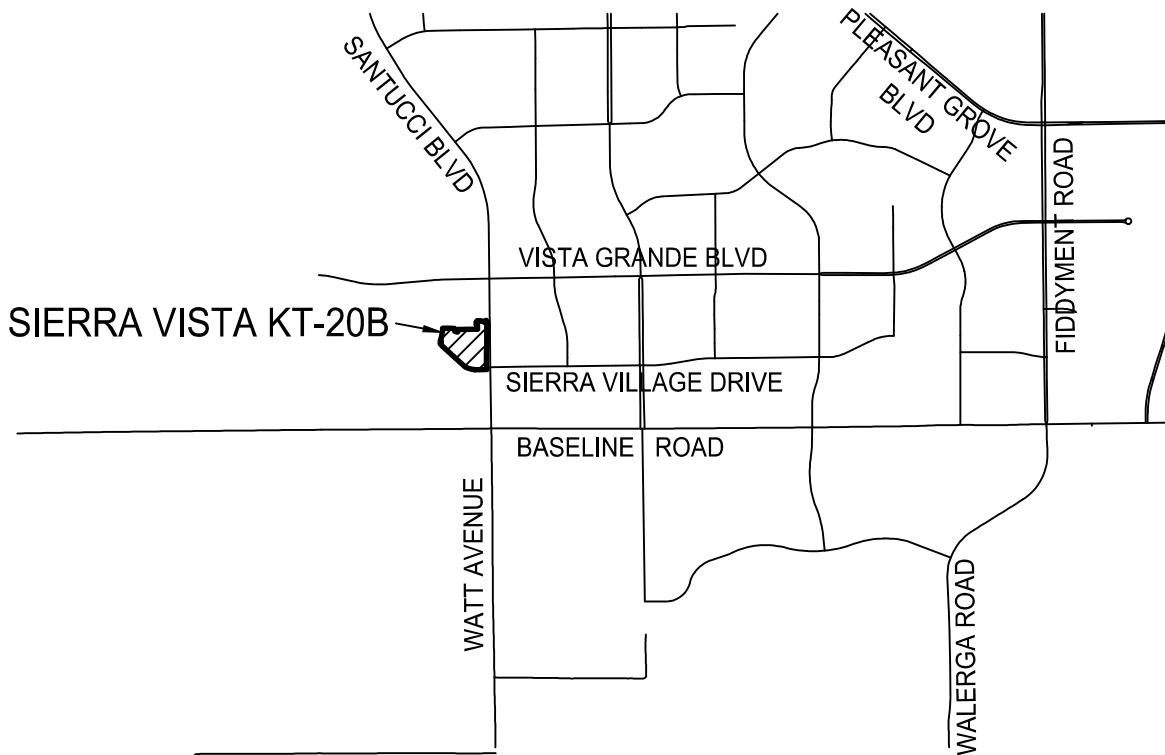 SANTUCCI BLVD
PLEASANT GROVE
BLVD
FIDDYMENT ROAD
VISTA GRANDE BLVD
SIERRA VISTA KT-20B
SIERRA VILLAGE DRIVE
BASELINE ROAD
WATT AVENUE
WALERGA ROAD